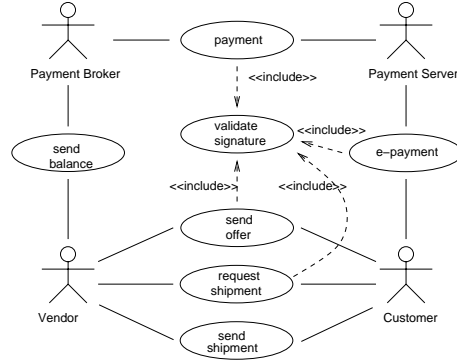 payment
Payment Broker
Payment Server
<<include>>
validate
signature
<<include>>
send
balance
e-payment
<<include>>
<<include>>
send
offer
request
shipment
Vendor
Customer
send
shipment